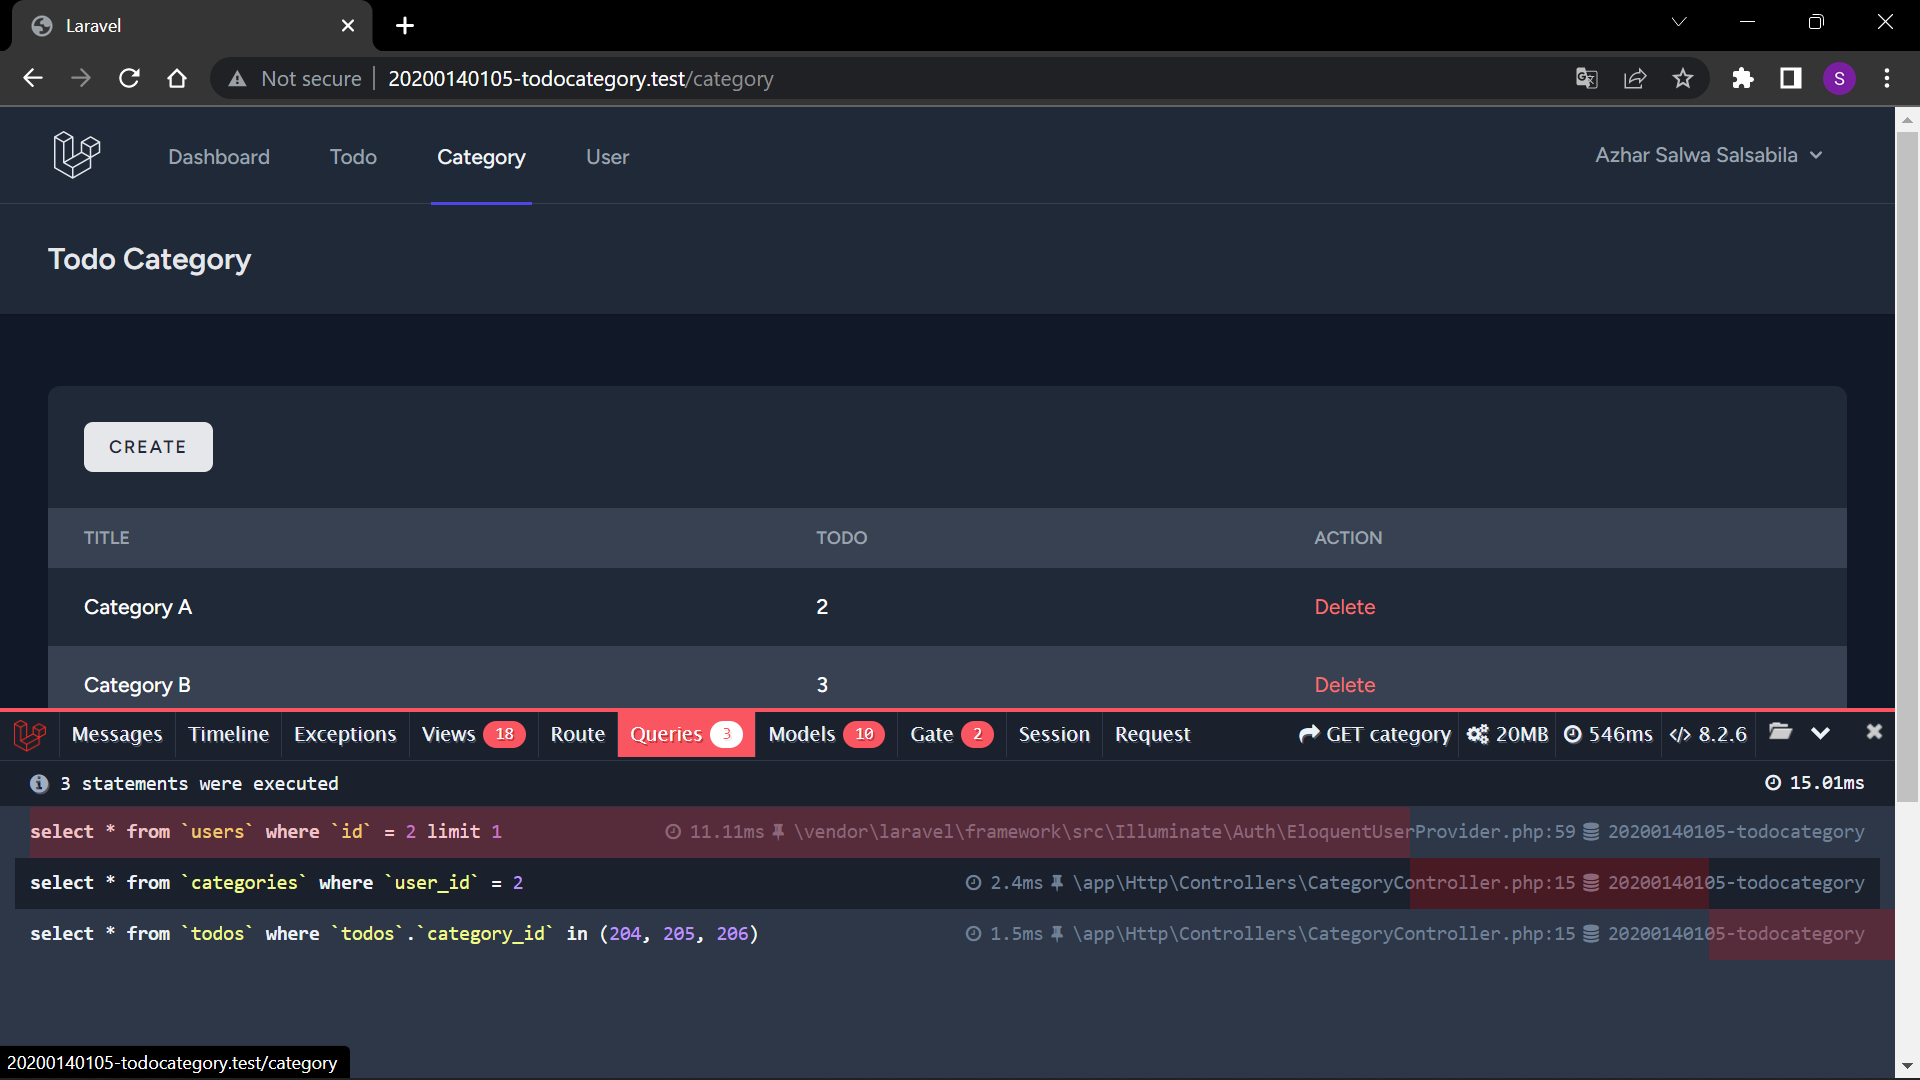 Laravel
Not secure 20200140105-todocategory.test/category S
Dashboard Todo Category User Azhar Salwa Salsabila
Todo Category
CREATE
TITLE TODO ACTION
Category A 2 Delete
Category B 3 Delete
Messages Timeline Exceptions Views 18 Route Queries 3 Models 10 Gate 2 Session Request GET category 20MB 546ms </> 8.2.6
3 statements were executed 15.01ms
select * from `users` where `id` = 2 limit 1 11.11ms \vendor\laravel\framework\src\Illuminate\Auth\EloquentUserProvider.php:59 20200140105-todocategory
select * from `categories` where `user_id` = 2 2.4ms \app\Http\Controllers\CategoryController.php:15 20200140105-todocategory
select * from `todos` where `todos`.`category_id` in (204, 205, 206) 1.5ms \app\Http\Controllers\CategoryController.php:15 20200140105-todocategory
20200140105-todocategory.test/category